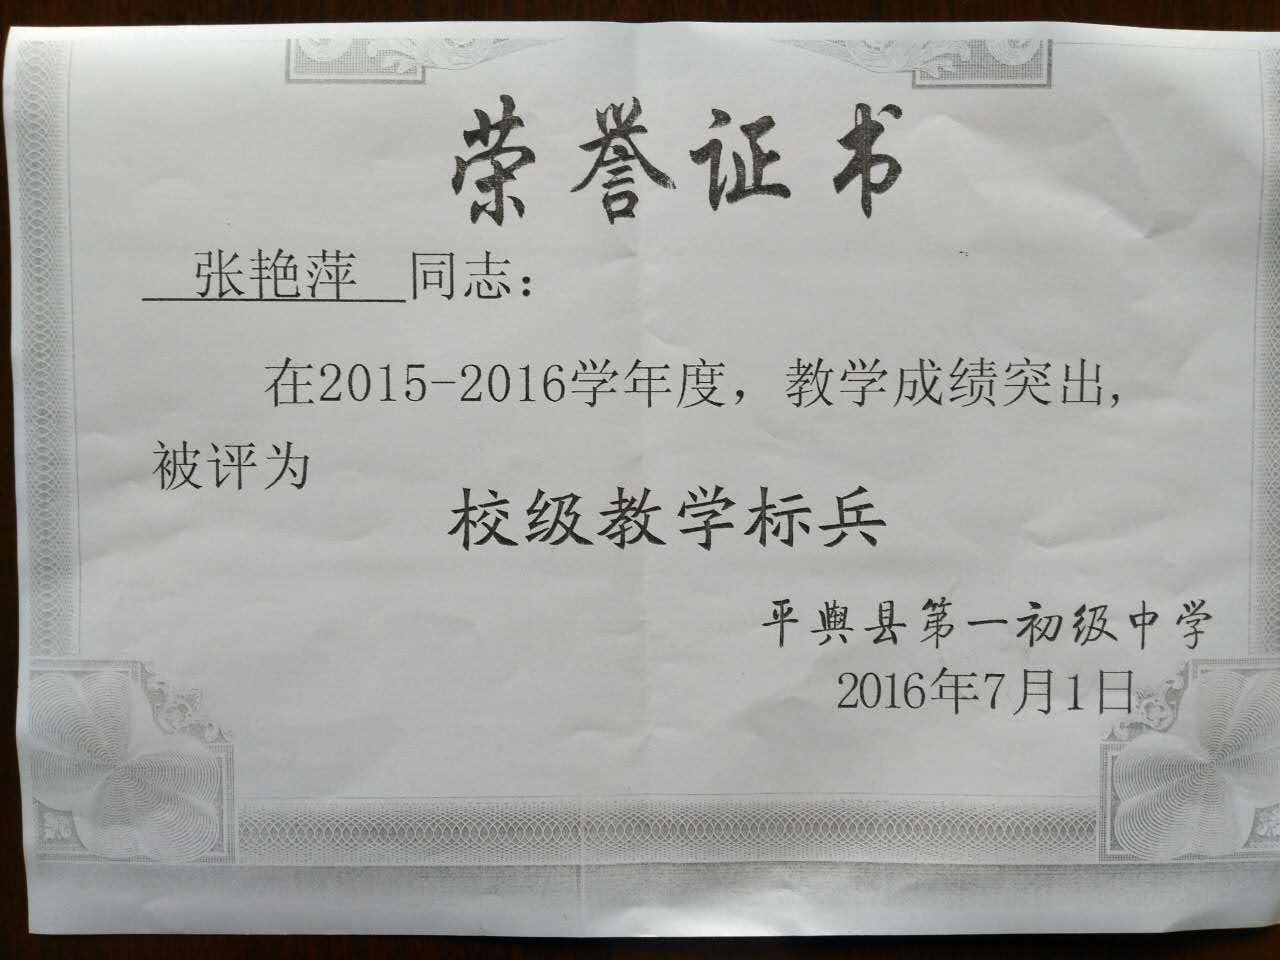 荣誉证书
张艳萍 同志：
在2015-2016学年度，教学成绩突出，
被评为
校级教学标兵
平舆县第一初级中学
2016年7月1日